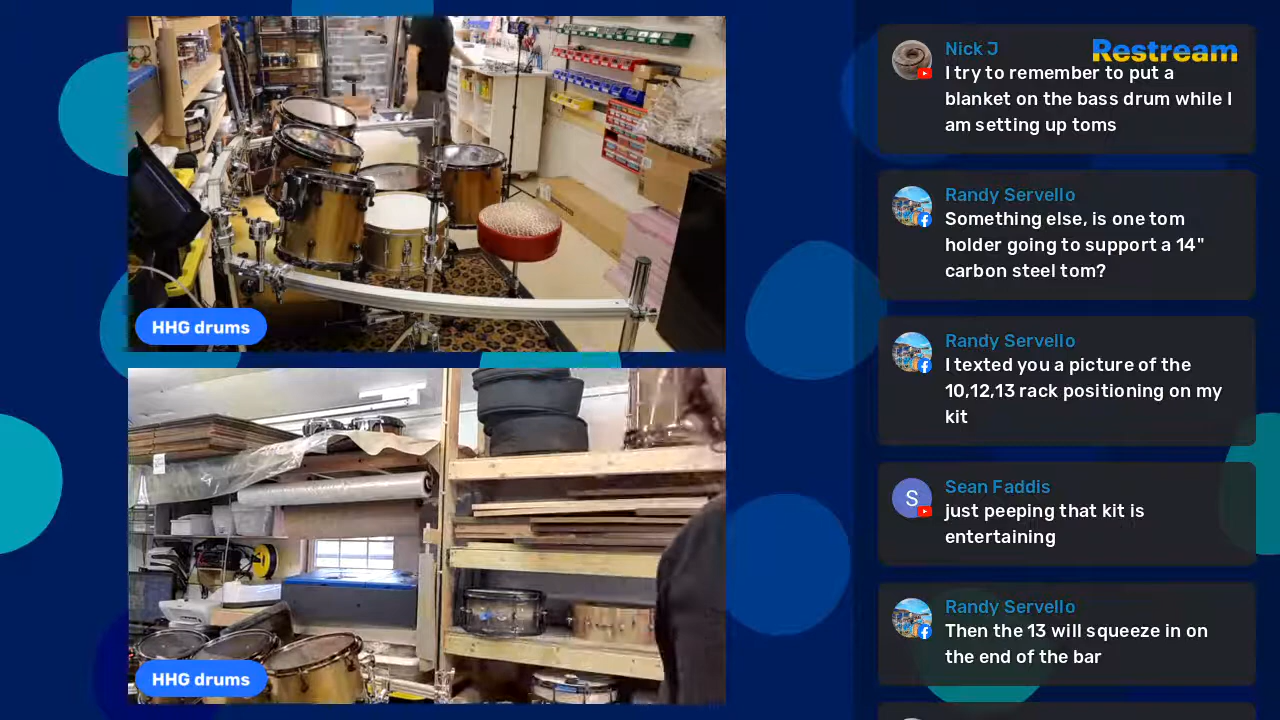 HHG drums
HHG drums
Restream
Nick J
I try to remember to put a
blanket on the bass drum while I
am setting up toms
Randy Servello
Something else, is one tom
holder going to support a 14"
carbon steel tom?
Randy Servello
I texted you a picture of the
10,12,13 rack positioning on my
kit
S
Sean Faddis
just peeping that kit is
entertaining
Randy Servello
Then the 13 will squeeze in on
the end of the bar